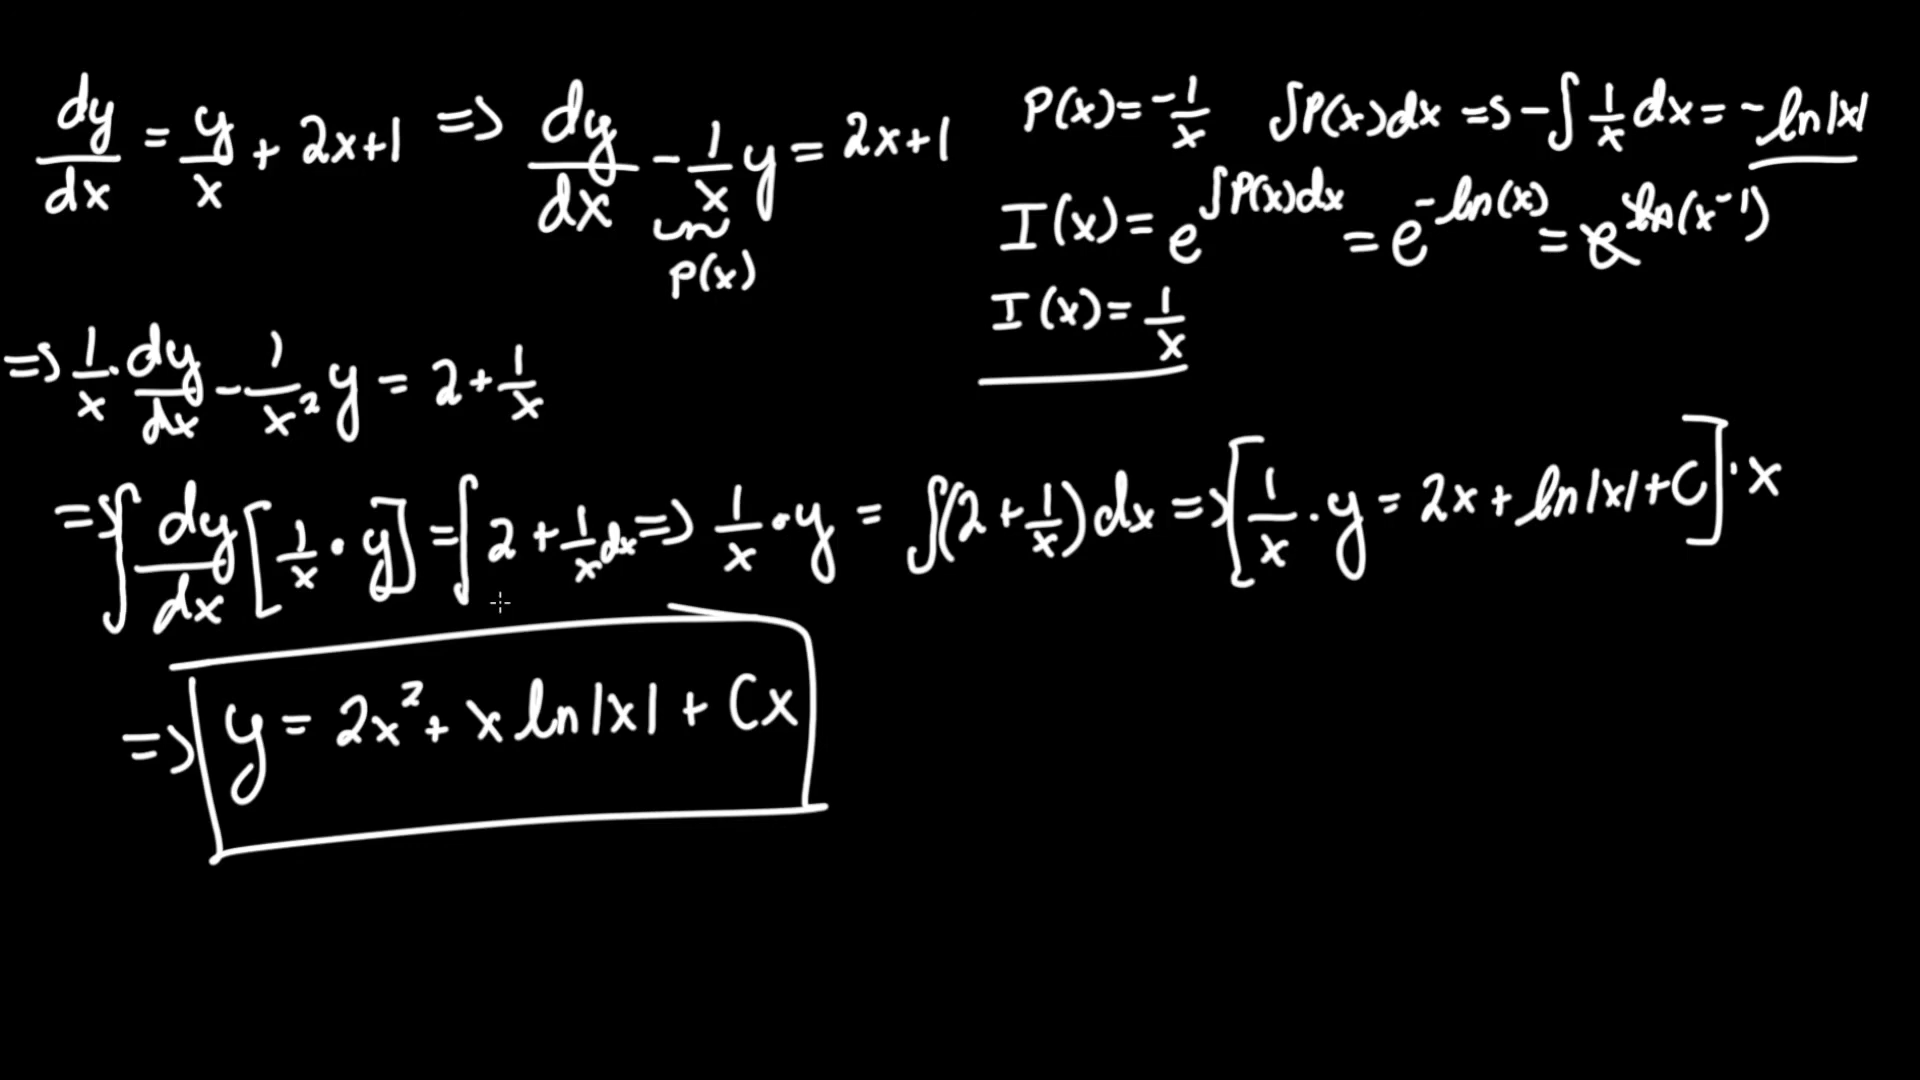 dy/dx = y/x + 2x+1 => dy/dx - 1/x y = 2x+1
P(x)
P(x) = -1/x ∫P(x)dx => -∫ 1/x dx = -ln|x|
I(x) = e^∫P(x)dx = e^-ln(x) = e^ln(x^-1)
I(x) = 1/x
=> 1/x · dy/dx - 1/x² y = 2 + 1/x
=> ∫ dy/dx [1/x · y] = ∫ 2 + 1/x dx => 1/x · y = ∫(2 + 1/x) dx => [1/x · y = 2x + ln|x| + C] · x
=> y = 2x² + x ln|x| + Cx